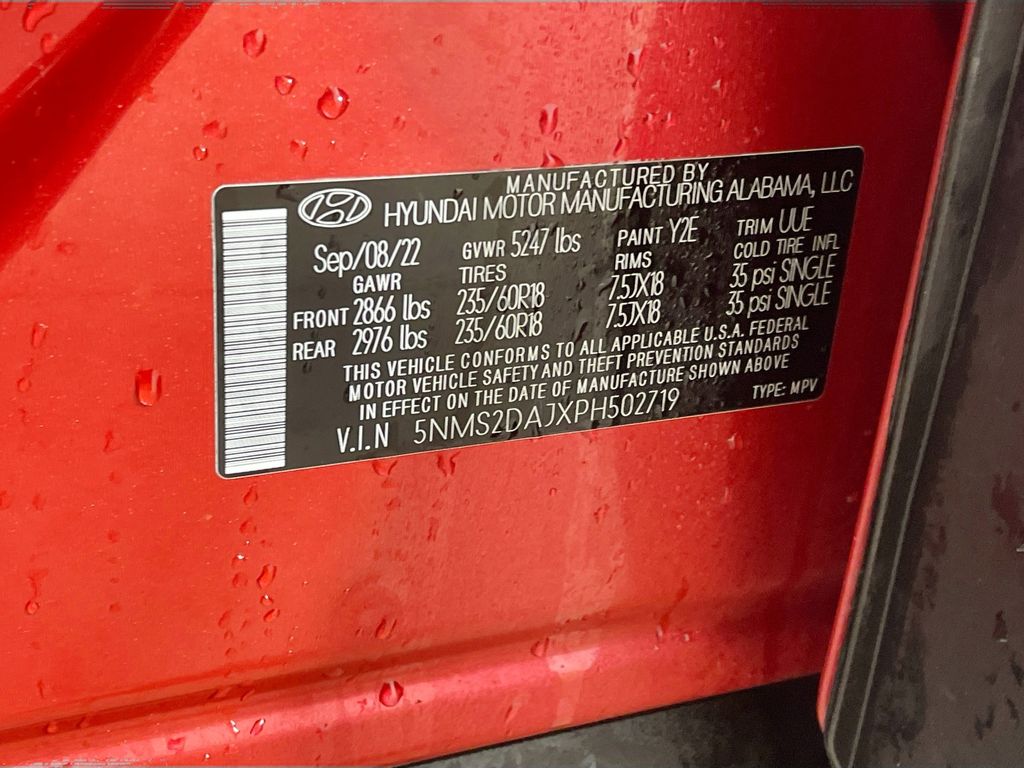 MANUFACTURED BY
HYUNDAI MOTOR MANUFACTURING ALABAMA, LLC
Sep/08/22 GVWR 5247 lbs PAINT Y2E TRIM UUE
GAWR TIRES RIMS COLD TIRE INFL
FRONT 2866 lbs 235/60R18 7.5JX18 35 psi SINGLE
REAR 2976 lbs 235/60R18 7.5JX18 35 psi SINGLE
THIS VEHICLE CONFORMS TO ALL APPLICABLE U.S.A. FEDERAL
MOTOR VEHICLE SAFETY AND THEFT PREVENTION STANDARDS
IN EFFECT ON THE DATE OF MANUFACTURE SHOWN ABOVE
V.I.N 5NMS2DAJXPH502719 TYPE: MPV